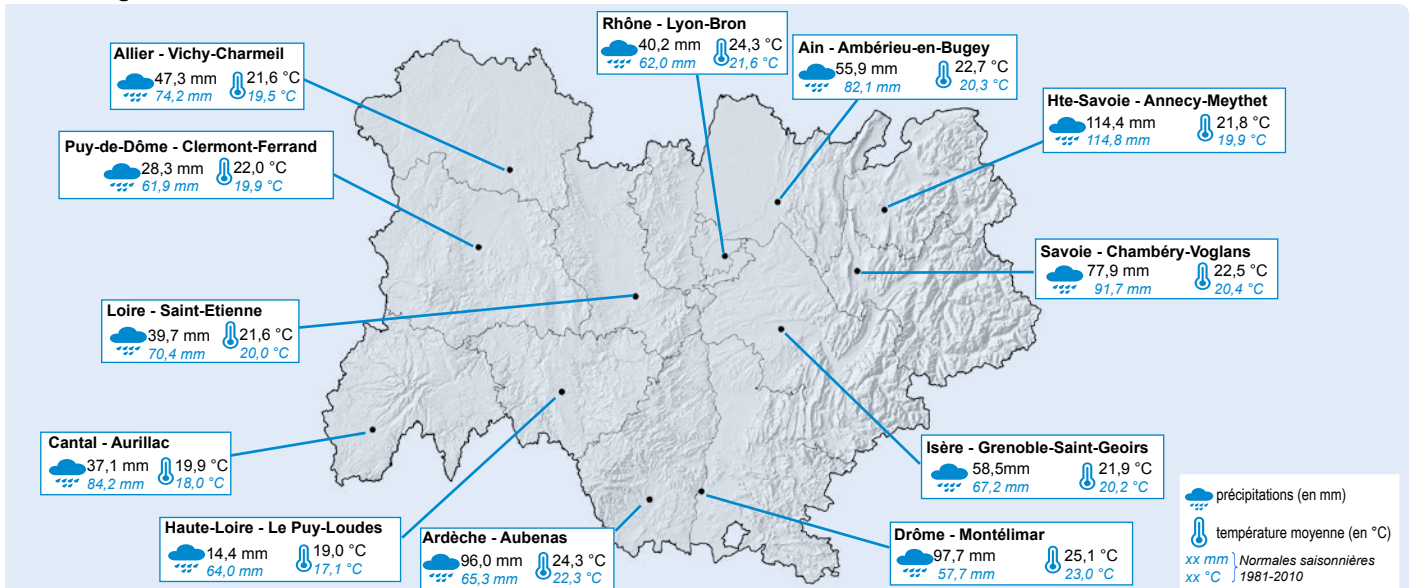 Rhône - Lyon-Bron
40,2 mm 24,3 °C
62,0 mm 21,6 °C
Ain - Ambérieu-en-Bugey
55,9 mm 22,7 °C
82,1 mm 20,3 °C
Allier - Vichy-Charmeil
47,3 mm 21,6 °C
74,2 mm 19,5 °C
Hte-Savoie - Annecy-Meythet
114,4 mm 21,8 °C
114,8 mm 19,9 °C
Puy-de-Dôme - Clermont-Ferrand
28,3 mm 22,0 °C
61,9 mm 19,9 °C
Savoie - Chambéry-Voglans
77,9 mm 22,5 °C
91,7 mm 20,4 °C
Loire - Saint-Etienne
39,7 mm 21,6 °C
70,4 mm 20,0 °C
Cantal - Aurillac
37,1 mm 19,9 °C
84,2 mm 18,0 °C
Isère - Grenoble-Saint-Geoirs
58,5mm 21,9 °C
67,2 mm 20,2 °C
Haute-Loire - Le Puy-Loudes
14,4 mm 19,0 °C
64,0 mm 17,1 °C
Ardèche - Aubenas
96,0 mm 24,3 °C
65,3 mm 22,3 °C
Drôme - Montélimar
97,7 mm 25,1 °C
57,7 mm 23,0 °C
précipitations (en mm)
température moyenne (en °C)
xx mm Normales saisonnières
xx °C 1981-2010